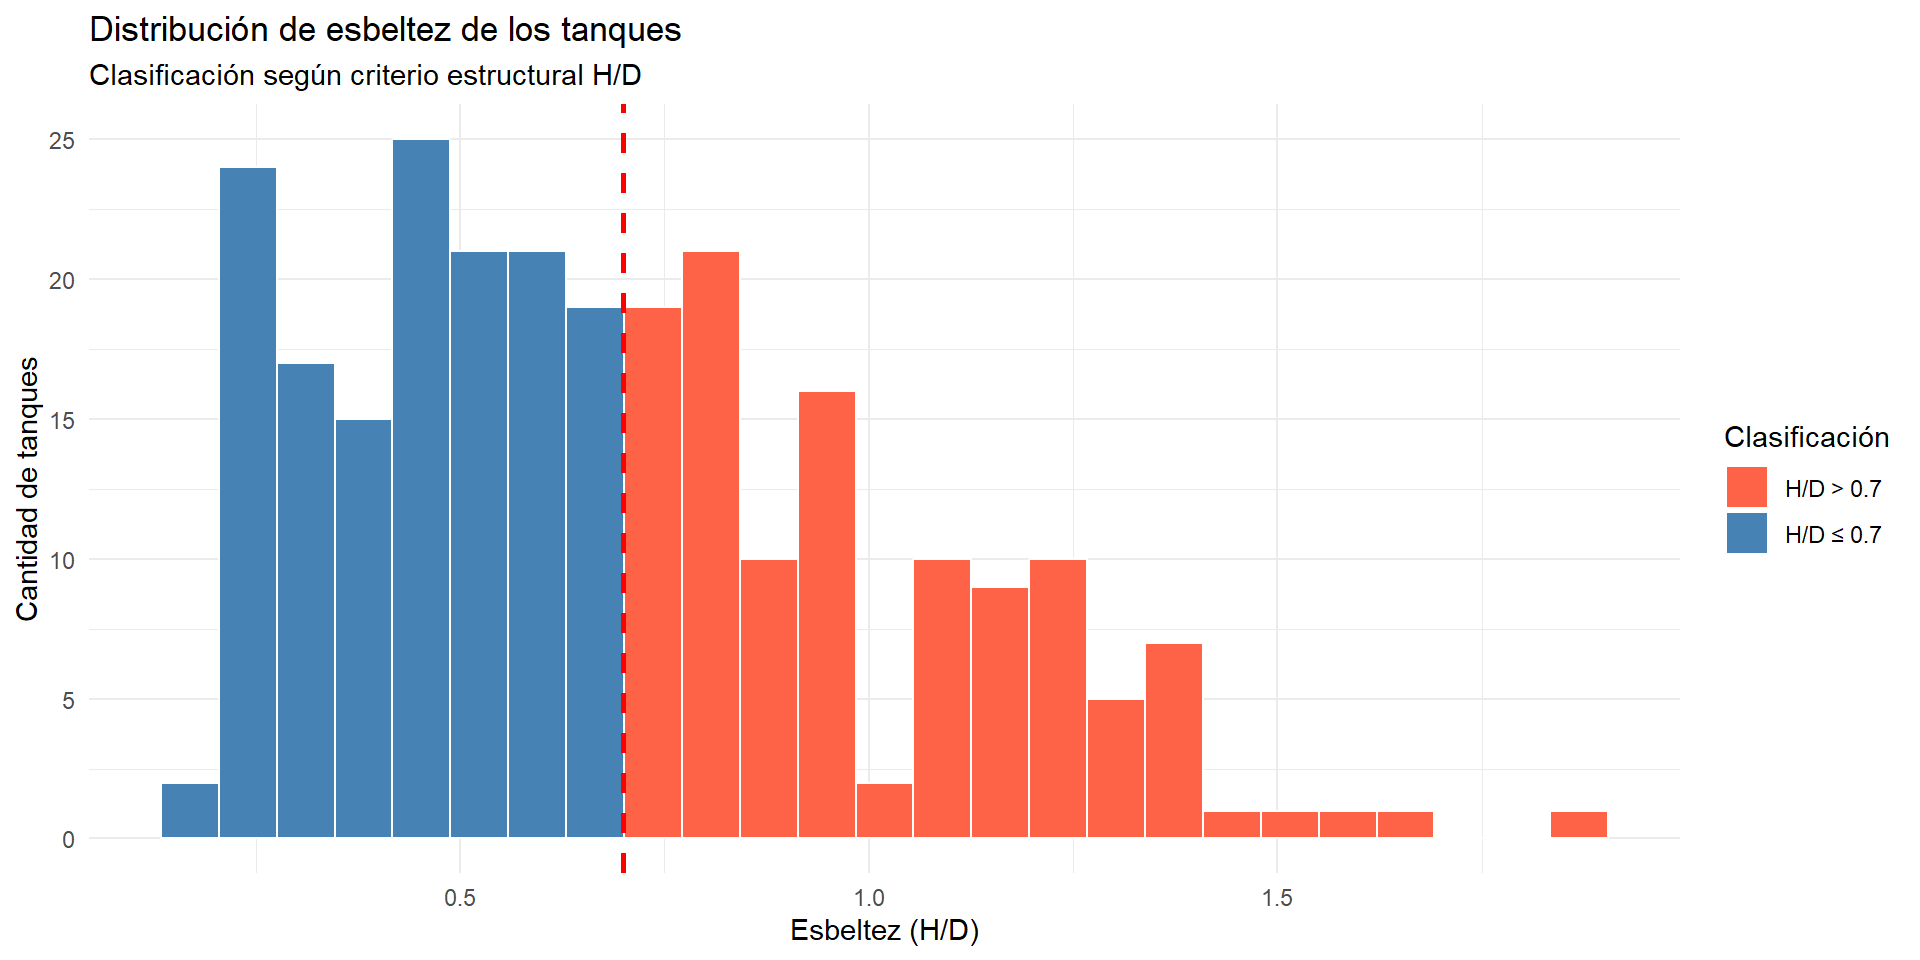 Distribución de esbeltez de los tanques
Clasificación según criterio estructural H/D
25
20
15
10
5
0
Cantidad de tanques
0.5
1.0
1.5
Esbeltez (H/D)
Clasificación
H/D > 0.7
H/D ≤ 0.7